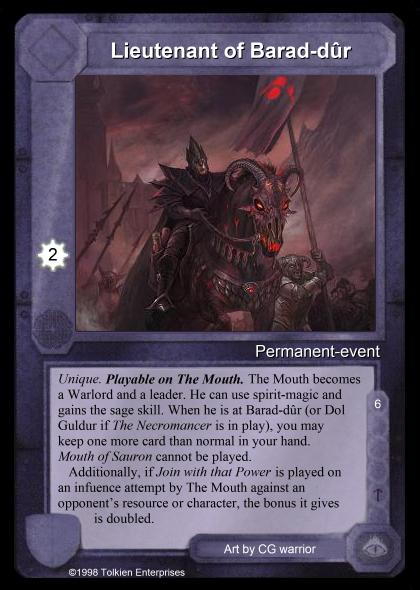 Lieutenant of Barad-dûr
2
Permanent-event
Unique. Playable on The Mouth. The Mouth becomes
a Warlord and a leader. He can use spirit-magic and
gains the sage skill. When he is at Barad-dûr (or Dol
Guldur if The Necromancer is in play), you may
keep one more card than normal in your hand.
Mouth of Sauron cannot be played.
Additionally, if Join with that Power is played on
an infuence attempt by The Mouth against an
opponent's resource or character, the bonus it gives
is doubled.
6
Art by CG warrior
©1998 Tolkien Enterprises